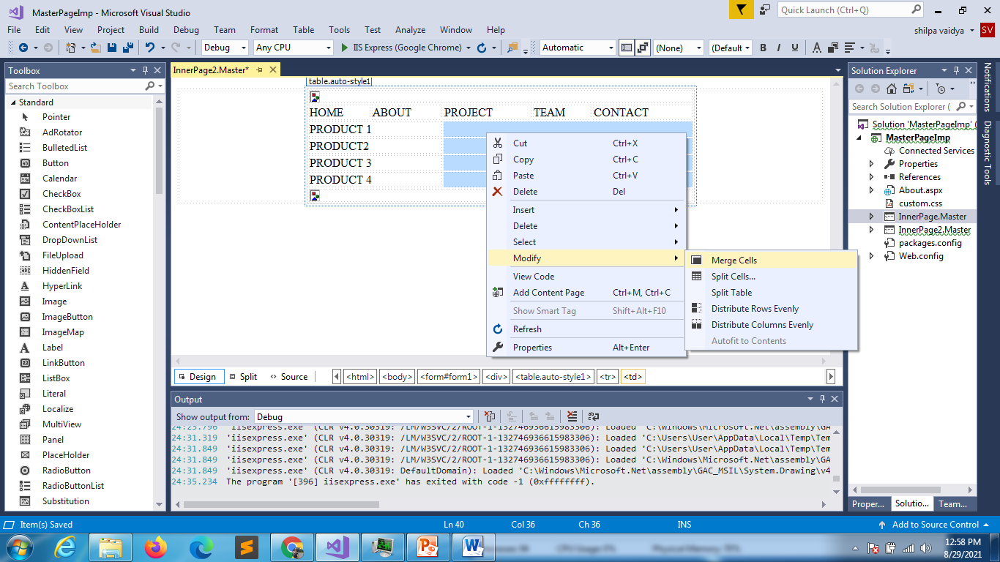 MasterPageImp - Microsoft Visual Studio
Quick Launch (Ctrl+Q)
File Edit View Project Build Debug Team Format Table Tools Test Analyze Window Help
shilpa vaidya SV
Debug Any CPU IIS Express (Google Chrome) Automatic (None) (Default B I U A
Toolbox
Search Toolbox
Standard
Pointer
AdRotator
BulletedList
Button
Calendar
CheckBox
CheckBoxList
ContentPlaceHolder
DropDownList
FileUpload
HiddenField
HyperLink
Image
ImageButton
ImageMap
Label
LinkButton
ListBox
Literal
Localize
MultiView
Panel
PlaceHolder
RadioButton
RadioButtonList
Substitution
InnerPage2.Master*
table.auto-style1
HOME ABOUT PROJECT TEAM CONTACT
PRODUCT 1
PRODUCT2
PRODUCT 3
PRODUCT 4
Cut Ctrl+X
Copy Ctrl+C
Paste Ctrl+V
Delete Del
Insert
Delete
Select
Modify
View Code
Add Content Page Ctrl+M, Ctrl+C
Show Smart Tag Shift+Alt+F10
Refresh
Properties Alt+Enter
Merge Cells
Split Cells...
Split Table
Distribute Rows Evenly
Distribute Columns Evenly
Autofit to Contents
Design Split Source <html> <body> <form#form1> <div> <table.auto-style1> <tr> <td>
Output
Show output from: Debug
24:25.796 'iisexpress.exe' (CLR v4.0.30319: /LM/W3SVC/2/ROOT-1-132746936615983306): Loaded 'C:\Windows\Microsoft.Net\assembly\GAC
24:31.319 'iisexpress.exe' (CLR v4.0.30319: /LM/W3SVC/2/ROOT-1-132746936615983306): Loaded 'C:\Users\User\AppData\Local\Temp\Tem
24:31.849 'iisexpress.exe' (CLR v4.0.30319: /LM/W3SVC/2/ROOT-1-132746936615983306): Loaded 'C:\Users\User\AppData\Local\Temp\Tem
24:31.849 'iisexpress.exe' (CLR v4.0.30319: /LM/W3SVC/2/ROOT-1-132746936615983306): Loaded 'C:\Windows\Microsoft.Net\assembly\GA
24:31.849 'iisexpress.exe' (CLR v4.0.30319: DefaultDomain): Loaded 'C:\Windows\Microsoft.Net\assembly\GAC_MSIL\System.Drawing\v4
24:35.234 The program '[396] iisexpress.exe' has exited with code -1 (0xffffffff).
Solution Explorer
Search Solution Explorer (
Solution 'MasterPageImp' (
MasterPageImp
Connected Services
Properties
References
About.aspx
custom.css
InnerPage.Master
InnerPage2.Master
packages.config
Web.config
Proper... Solutio... Team...
Notifications
Diagnostic Tools
Item(s) Saved Ln 40 Col 36 Ch 36 INS Add to Source Control
CPU Usage 0% Physical Memory: 70%
12:58 PM
8/29/2021